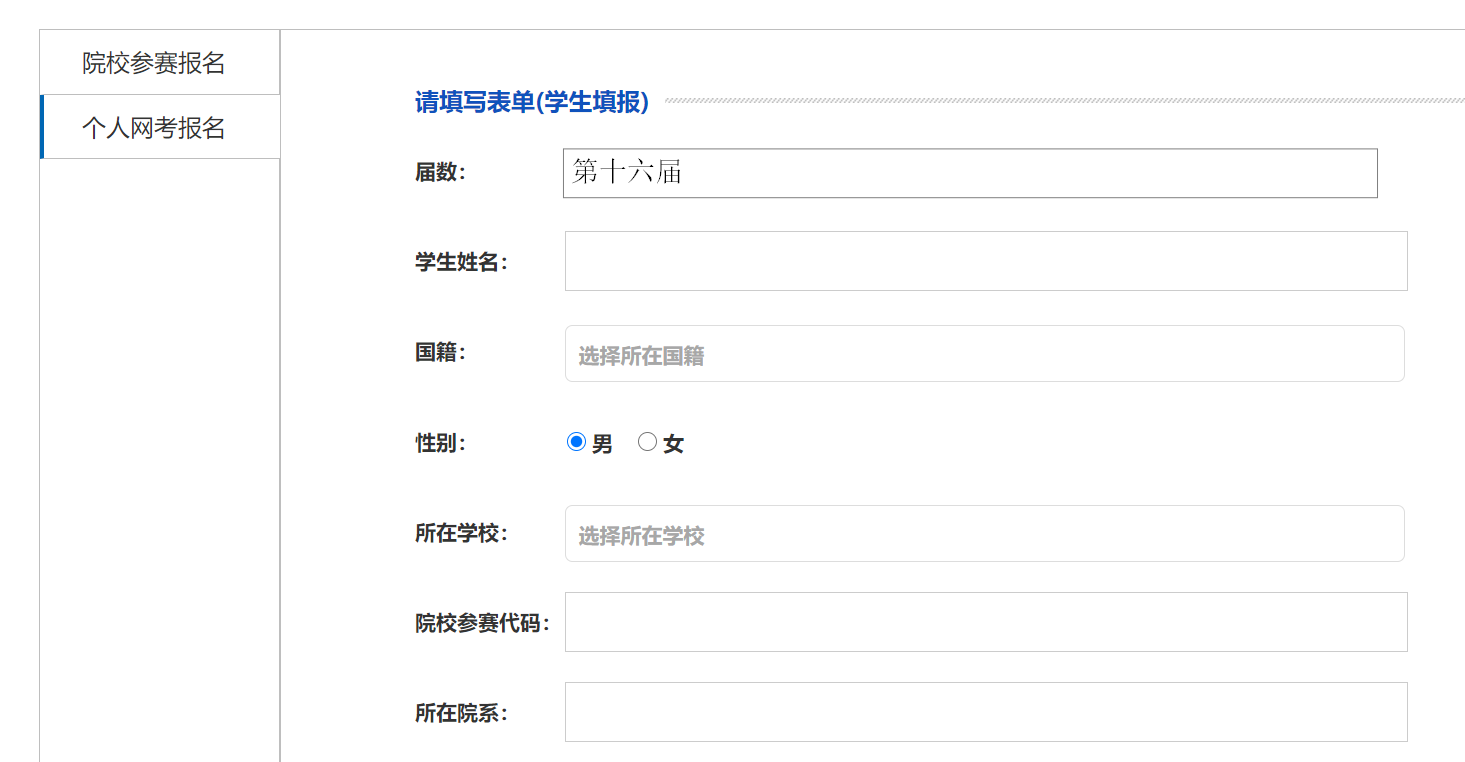 院校参赛报名
个人网考报名
请填写表单(学生填报)
届数：
第十六届
学生姓名：
国籍：
选择所在国籍
性别：
男 女
所在学校：
选择所在学校
院校参赛代码：
所在院系：